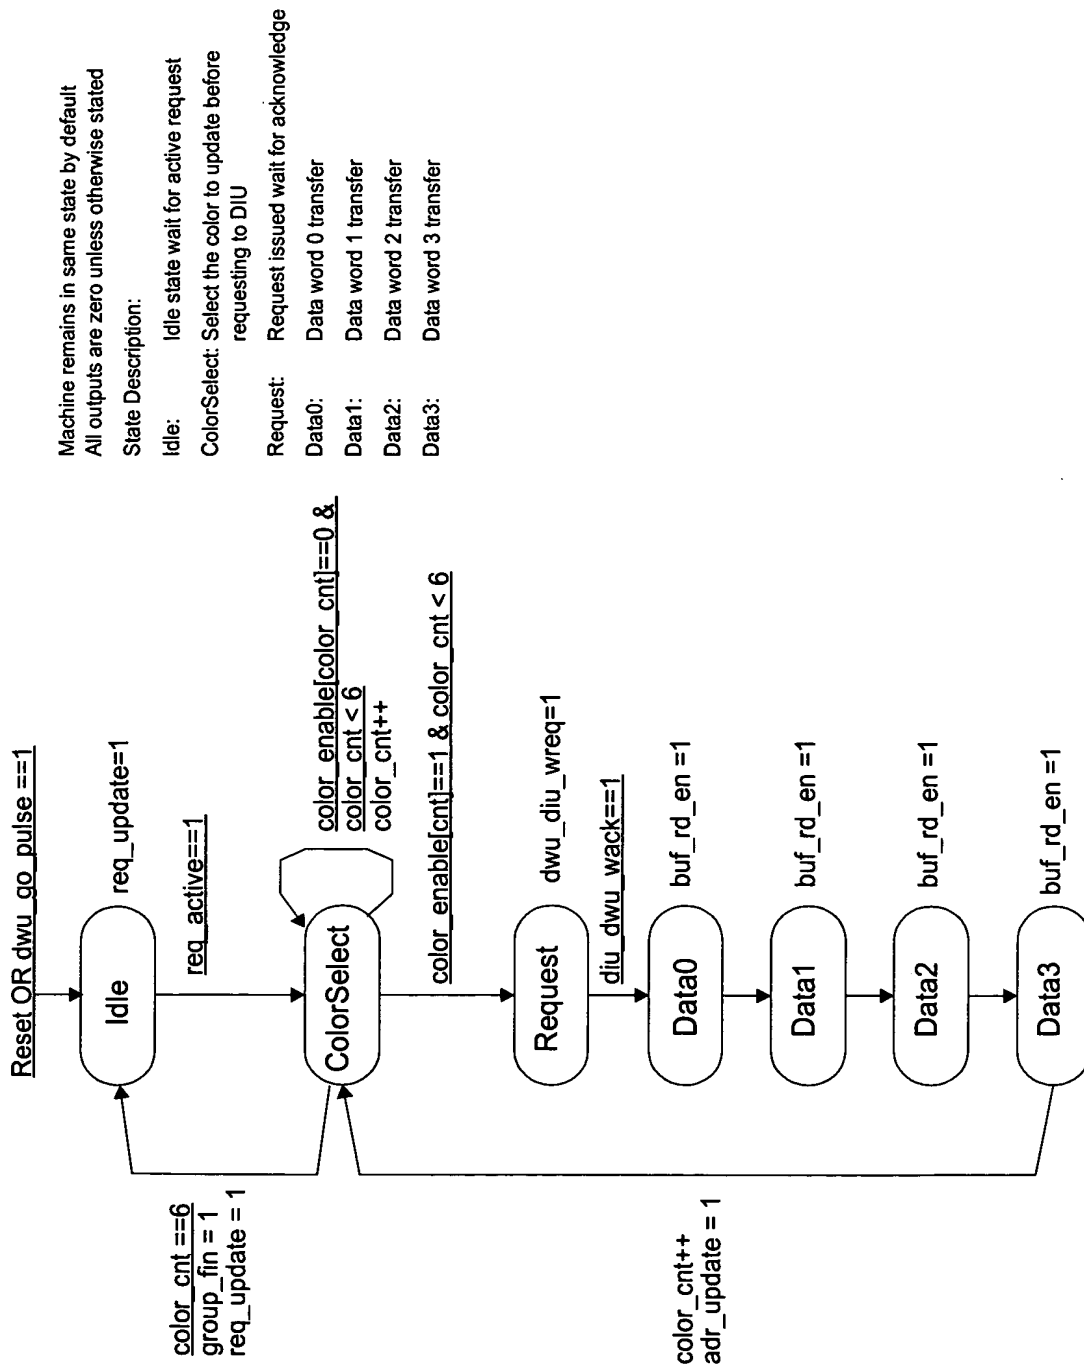 Reset OR dwu_go_pulse ==1
Idle
req_update=1
req_active==1
color_cnt ==6
group_fin = 1
req_update = 1
ColorSelect
color_enable[color_cnt]==0 &
color_cnt < 6
color_cnt++
color_enable[cnt]==1 & color_cnt < 6
Request
dwu_diu_wreq=1
diu_dwu_wack==1
Data0
buf_rd_en =1
Data1
buf_rd_en =1
Data2
buf_rd_en =1
Data3
buf_rd_en =1
color_cnt++
adr_update = 1
Machine remains in same state by default
All outputs are zero unless otherwise stated
State Description:
Idle: Idle state wait for active request
ColorSelect: Select the color to update before
requesting to DIU
Request: Request issued wait for acknowledge
Data0: Data word 0 transfer
Data1: Data word 1 transfer
Data2: Data word 2 transfer
Data3: Data word 3 transfer